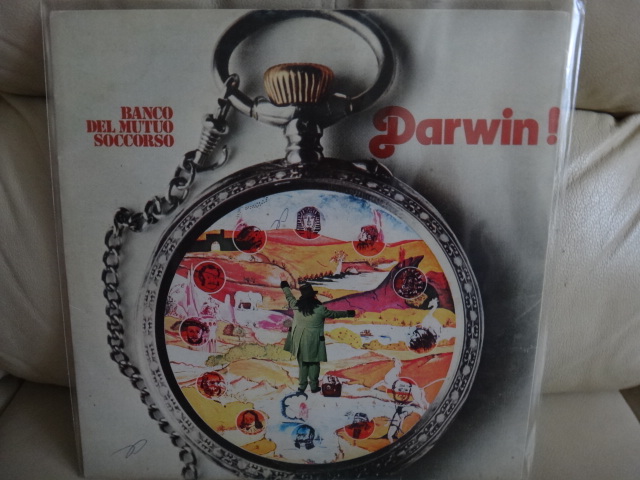 BANCO
DEL MUTUO
SOCCORSO
Darwin!